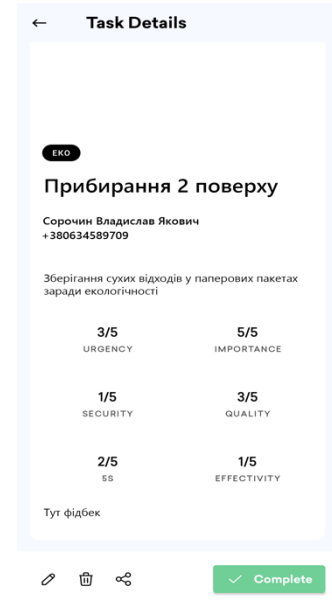 Task Details
ЕКО
Прибирання 2 поверху
Сорочин Владислав Якович
+380634589709
Зберігання сухих відходів у паперових пакетах
заради екологічності
3/5 5/5
URGENCY IMPORTANCE
1/5 3/5
SECURITY QUALITY
2/5 1/5
5S EFFECTIVITY
Тут фідбек
Complete